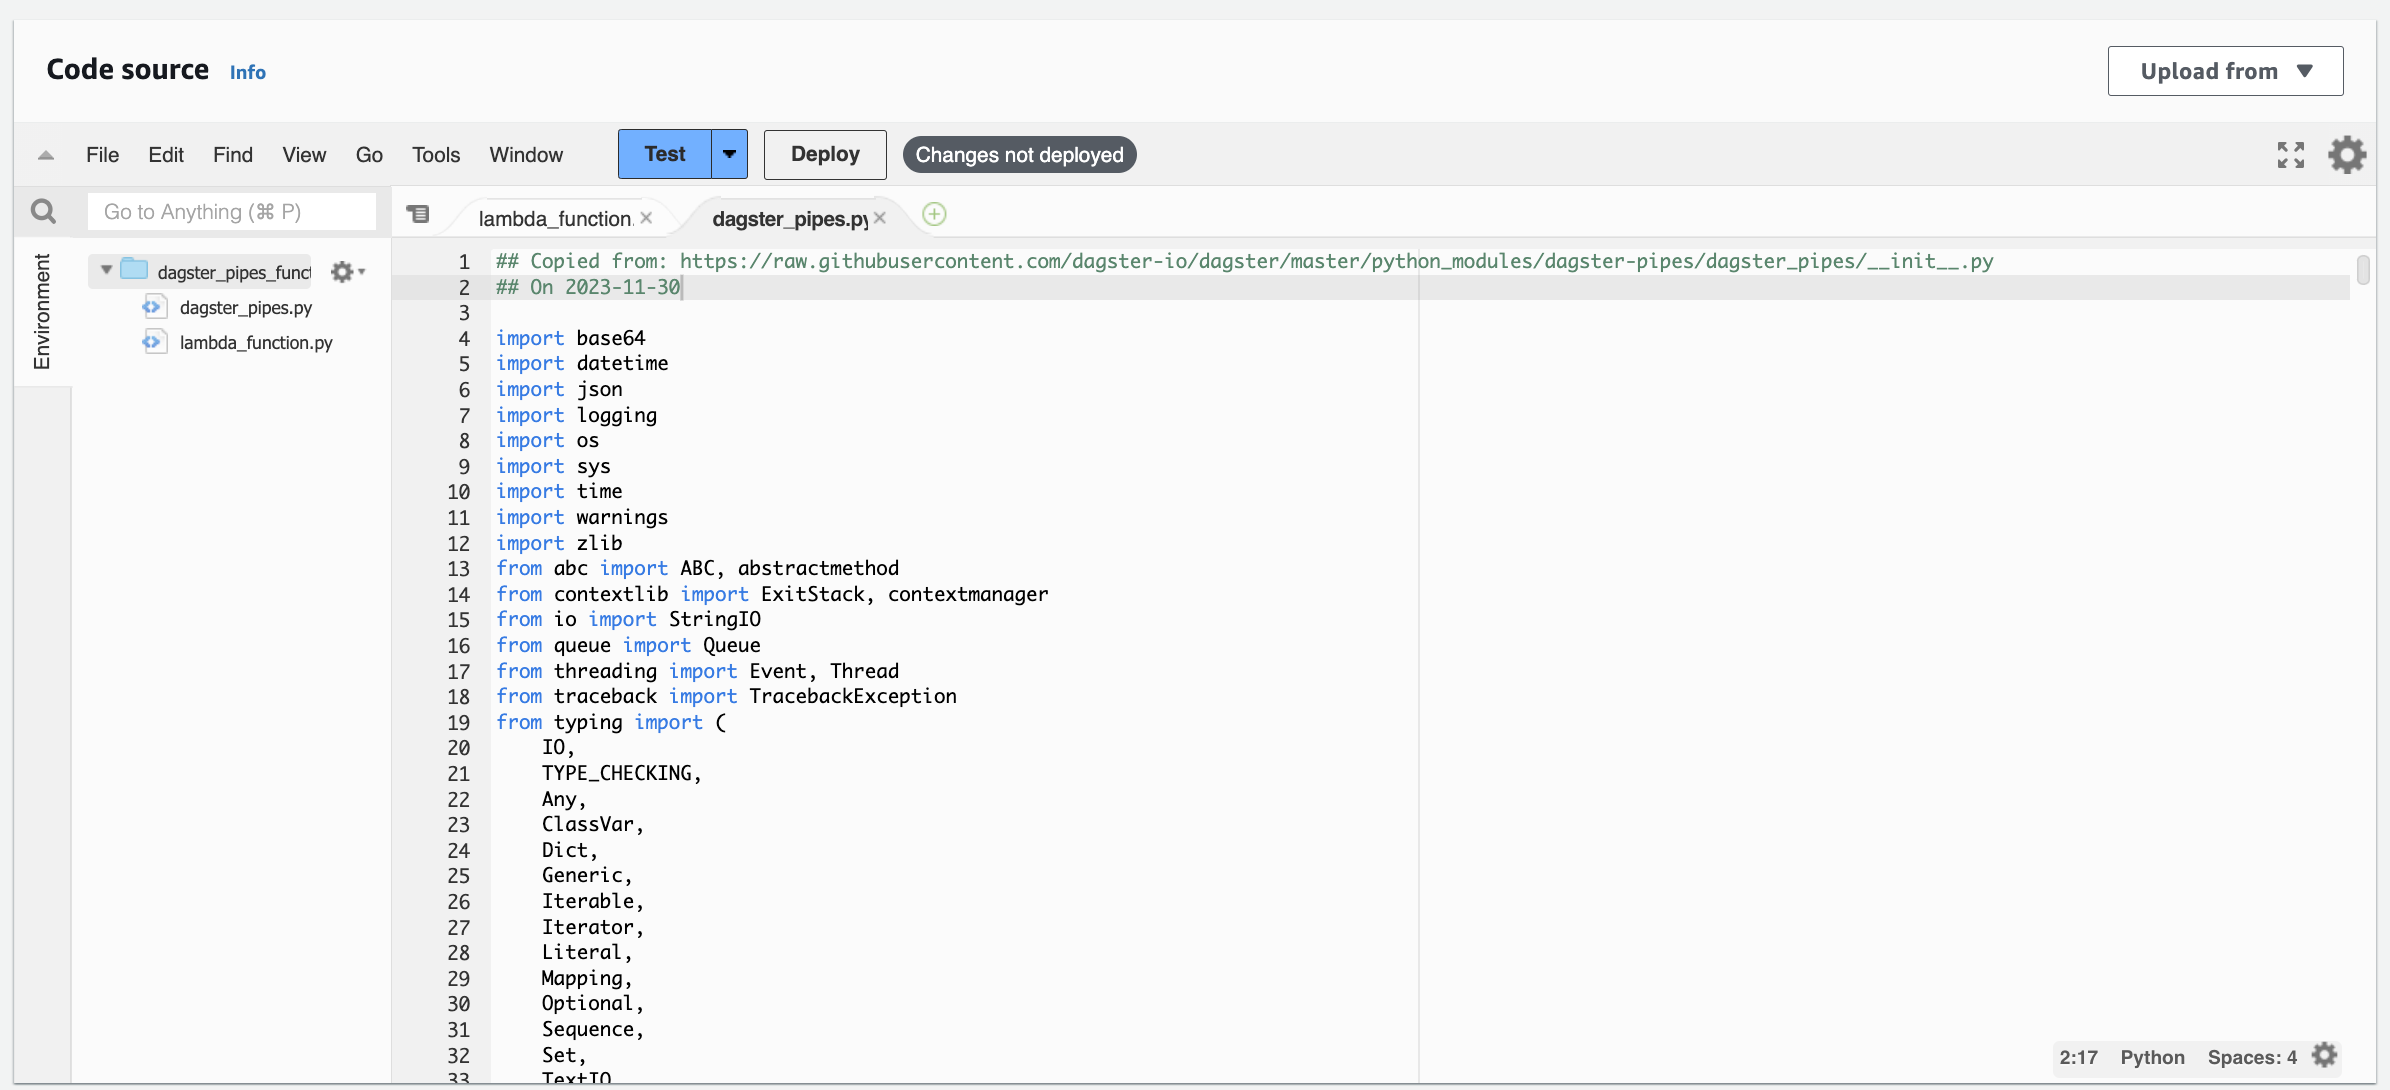 Code source Info
Upload from
File Edit Find View Go Tools Window Test Deploy Changes not deployed
Go to Anything (⌘ P)
lambda_function. dagster_pipes.py
Environment
dagster_pipes_funct
dagster_pipes.py
lambda_function.py
1 ## Copied from: https://raw.githubusercontent.com/dagster-io/dagster/master/python_modules/dagster-pipes/dagster_pipes/__init__.py
2 ## On 2023-11-30
3
4 import base64
5 import datetime
6 import json
7 import logging
8 import os
9 import sys
10 import time
11 import warnings
12 import zlib
13 from abc import ABC, abstractmethod
14 from contextlib import ExitStack, contextmanager
15 from io import StringIO
16 from queue import Queue
17 from threading import Event, Thread
18 from traceback import TracebackException
19 from typing import (
20 IO,
21 TYPE_CHECKING,
22 Any,
23 ClassVar,
24 Dict,
25 Generic,
26 Iterable,
27 Iterator,
28 Literal,
29 Mapping,
30 Optional,
31 Sequence,
32 Set,
33 TextIO
2:17 Python Spaces: 4